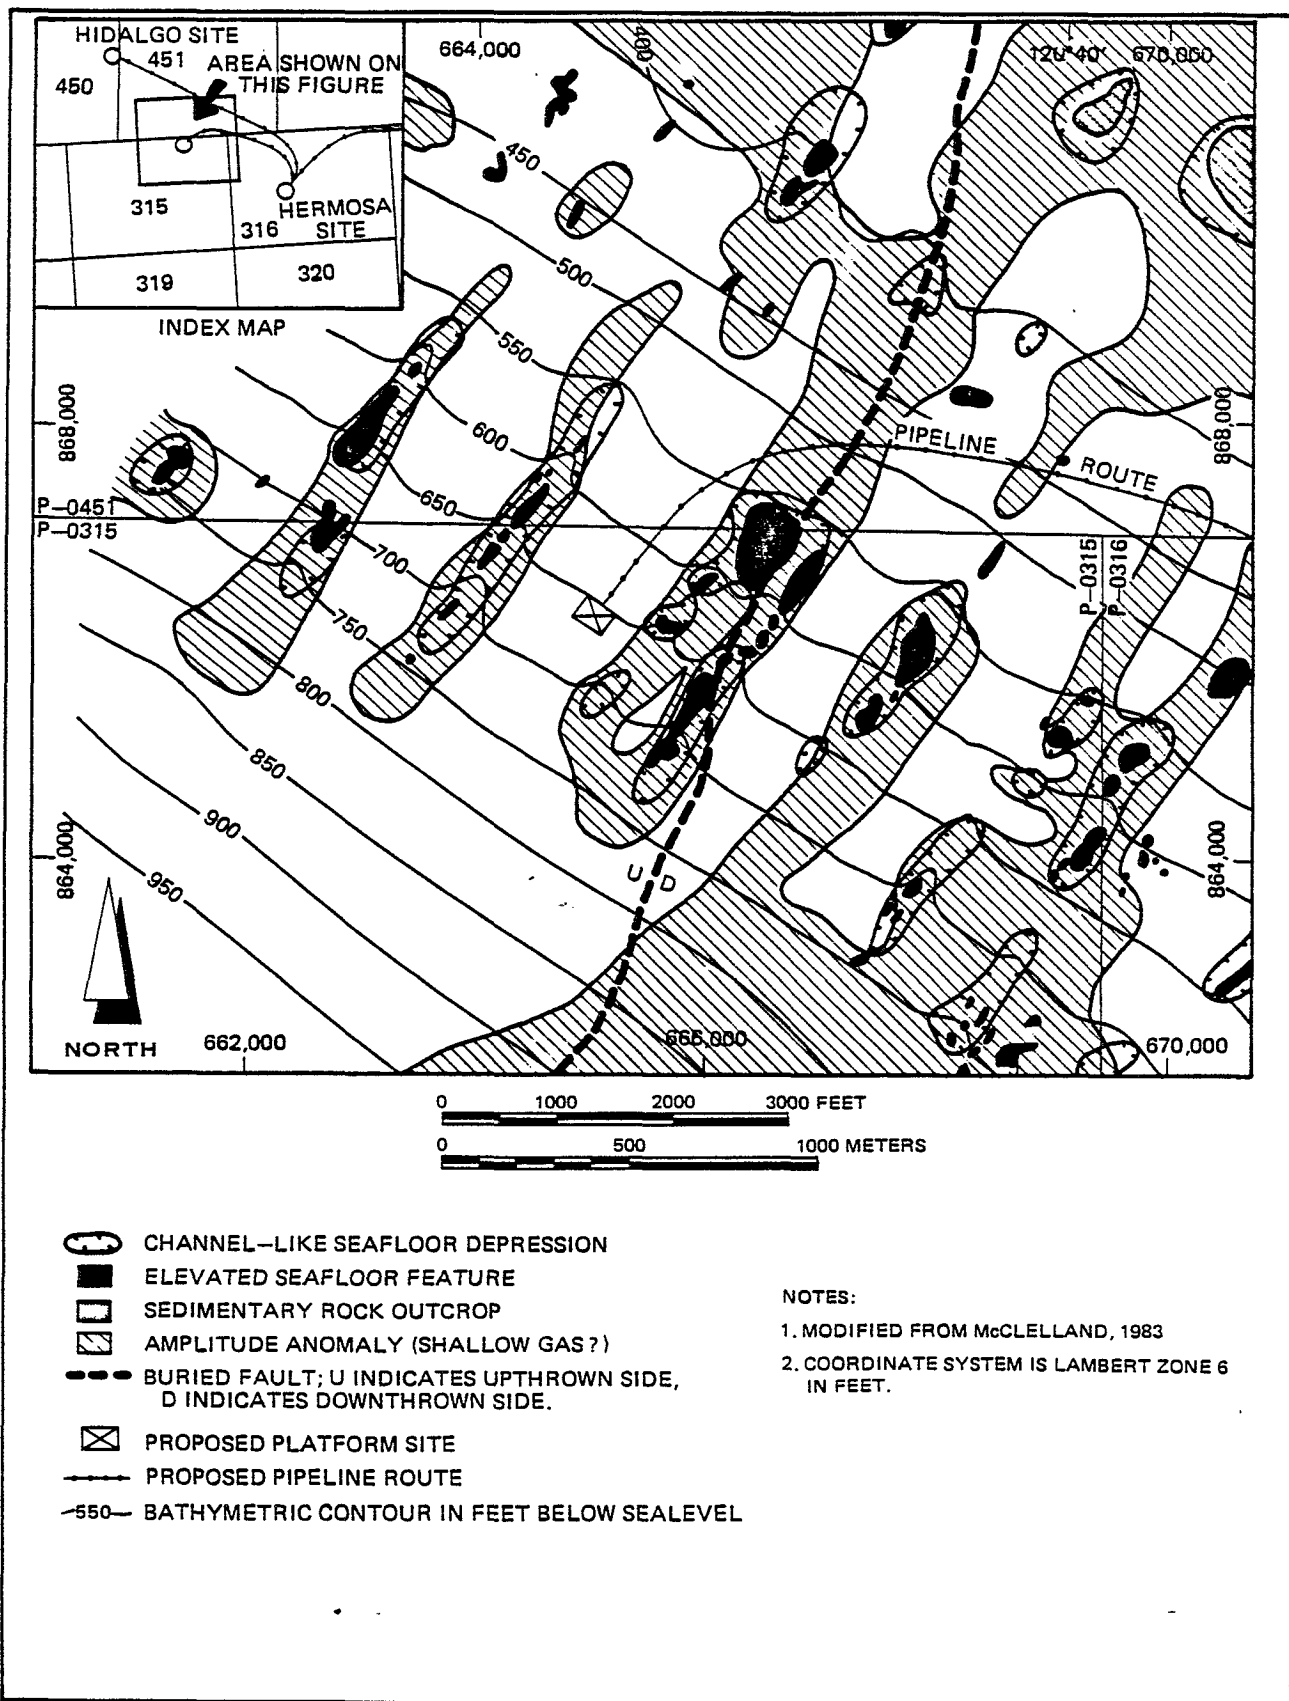 HIDALGO SITE
451
450
AREA SHOWN ON
THIS FIGURE
315
316
HERMOSA
SITE
319
320
INDEX MAP
664,000
400
120°40'
670,000
450
500
550
600
650
700
750
800
850
900
950
868,000
868,000
PIPELINE
ROUTE
P-0451
P-0315
P-0315
P-0316
864,000
864,000
U D
NORTH
662,000
666,000
670,000
0 1000 2000 3000 FEET
0 500 1000 METERS
CHANNEL-LIKE SEAFLOOR DEPRESSION
ELEVATED SEAFLOOR FEATURE
SEDIMENTARY ROCK OUTCROP
AMPLITUDE ANOMALY (SHALLOW GAS?)
BURIED FAULT; U INDICATES UPTHROWN SIDE,
D INDICATES DOWNTHROWN SIDE.
PROPOSED PLATFORM SITE
PROPOSED PIPELINE ROUTE
-550- BATHYMETRIC CONTOUR IN FEET BELOW SEALEVEL
NOTES:
1. MODIFIED FROM McCLELLAND, 1983
2. COORDINATE SYSTEM IS LAMBERT ZONE 6
IN FEET.